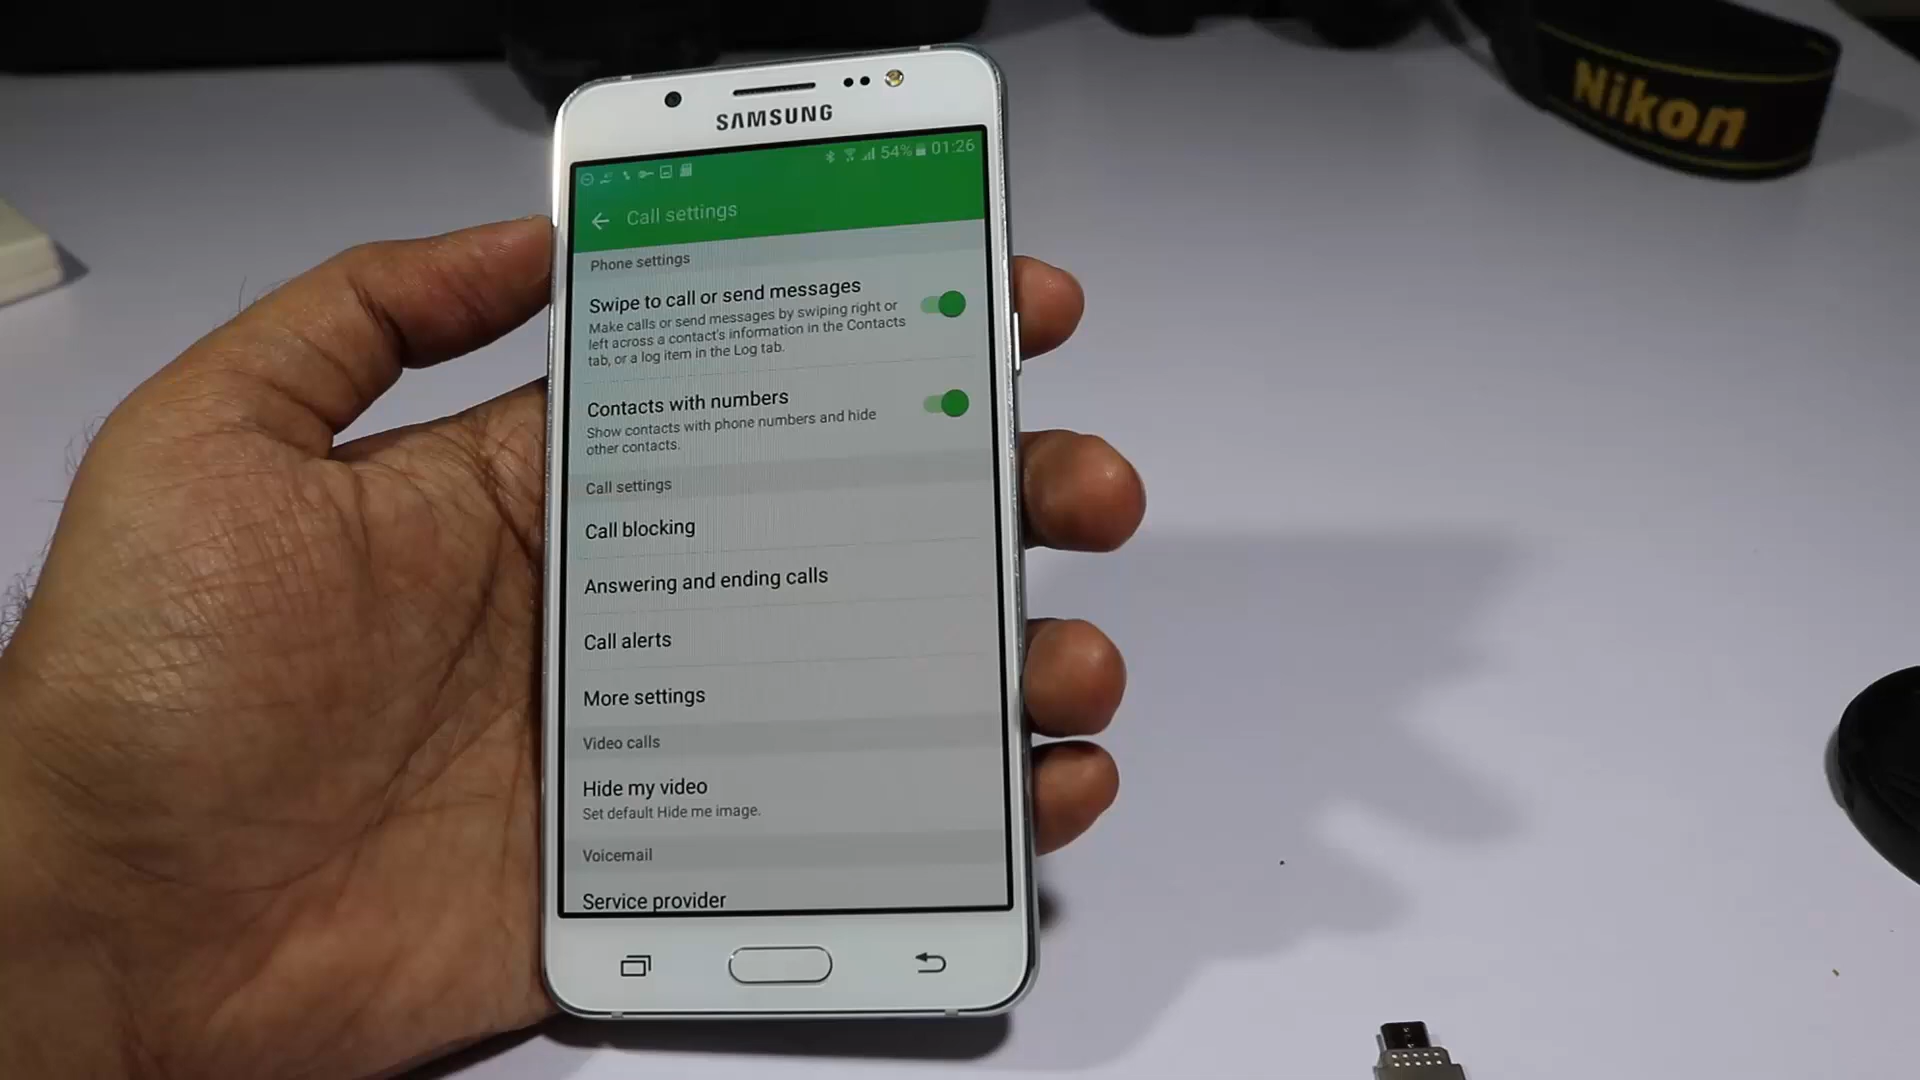 Nikon
SAMSUNG
54% 01:26
Call settings
Phone settings
Swipe to call or send messages
Make calls or send messages by swiping right or
left across a contact's information in the Contacts
tab, or a log item in the Log tab.
Contacts with numbers
Show contacts with phone numbers and hide
other contacts.
Call settings
Call blocking
Answering and ending calls
Call alerts
More settings
Video calls
Hide my video
Set default Hide me image.
Voicemail
Service provider